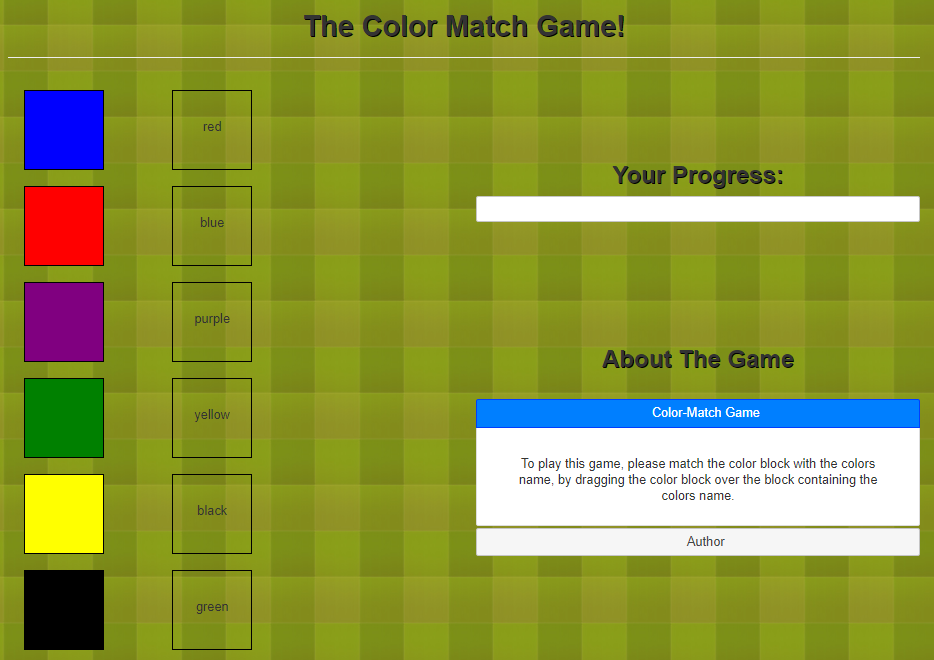 The Color Match Game!
red
blue
purple
yellow
black
green
Your Progress:
About The Game
Color-Match Game
To play this game, please match the color block with the colors
name, by dragging the color block over the block containing the
colors name.
Author